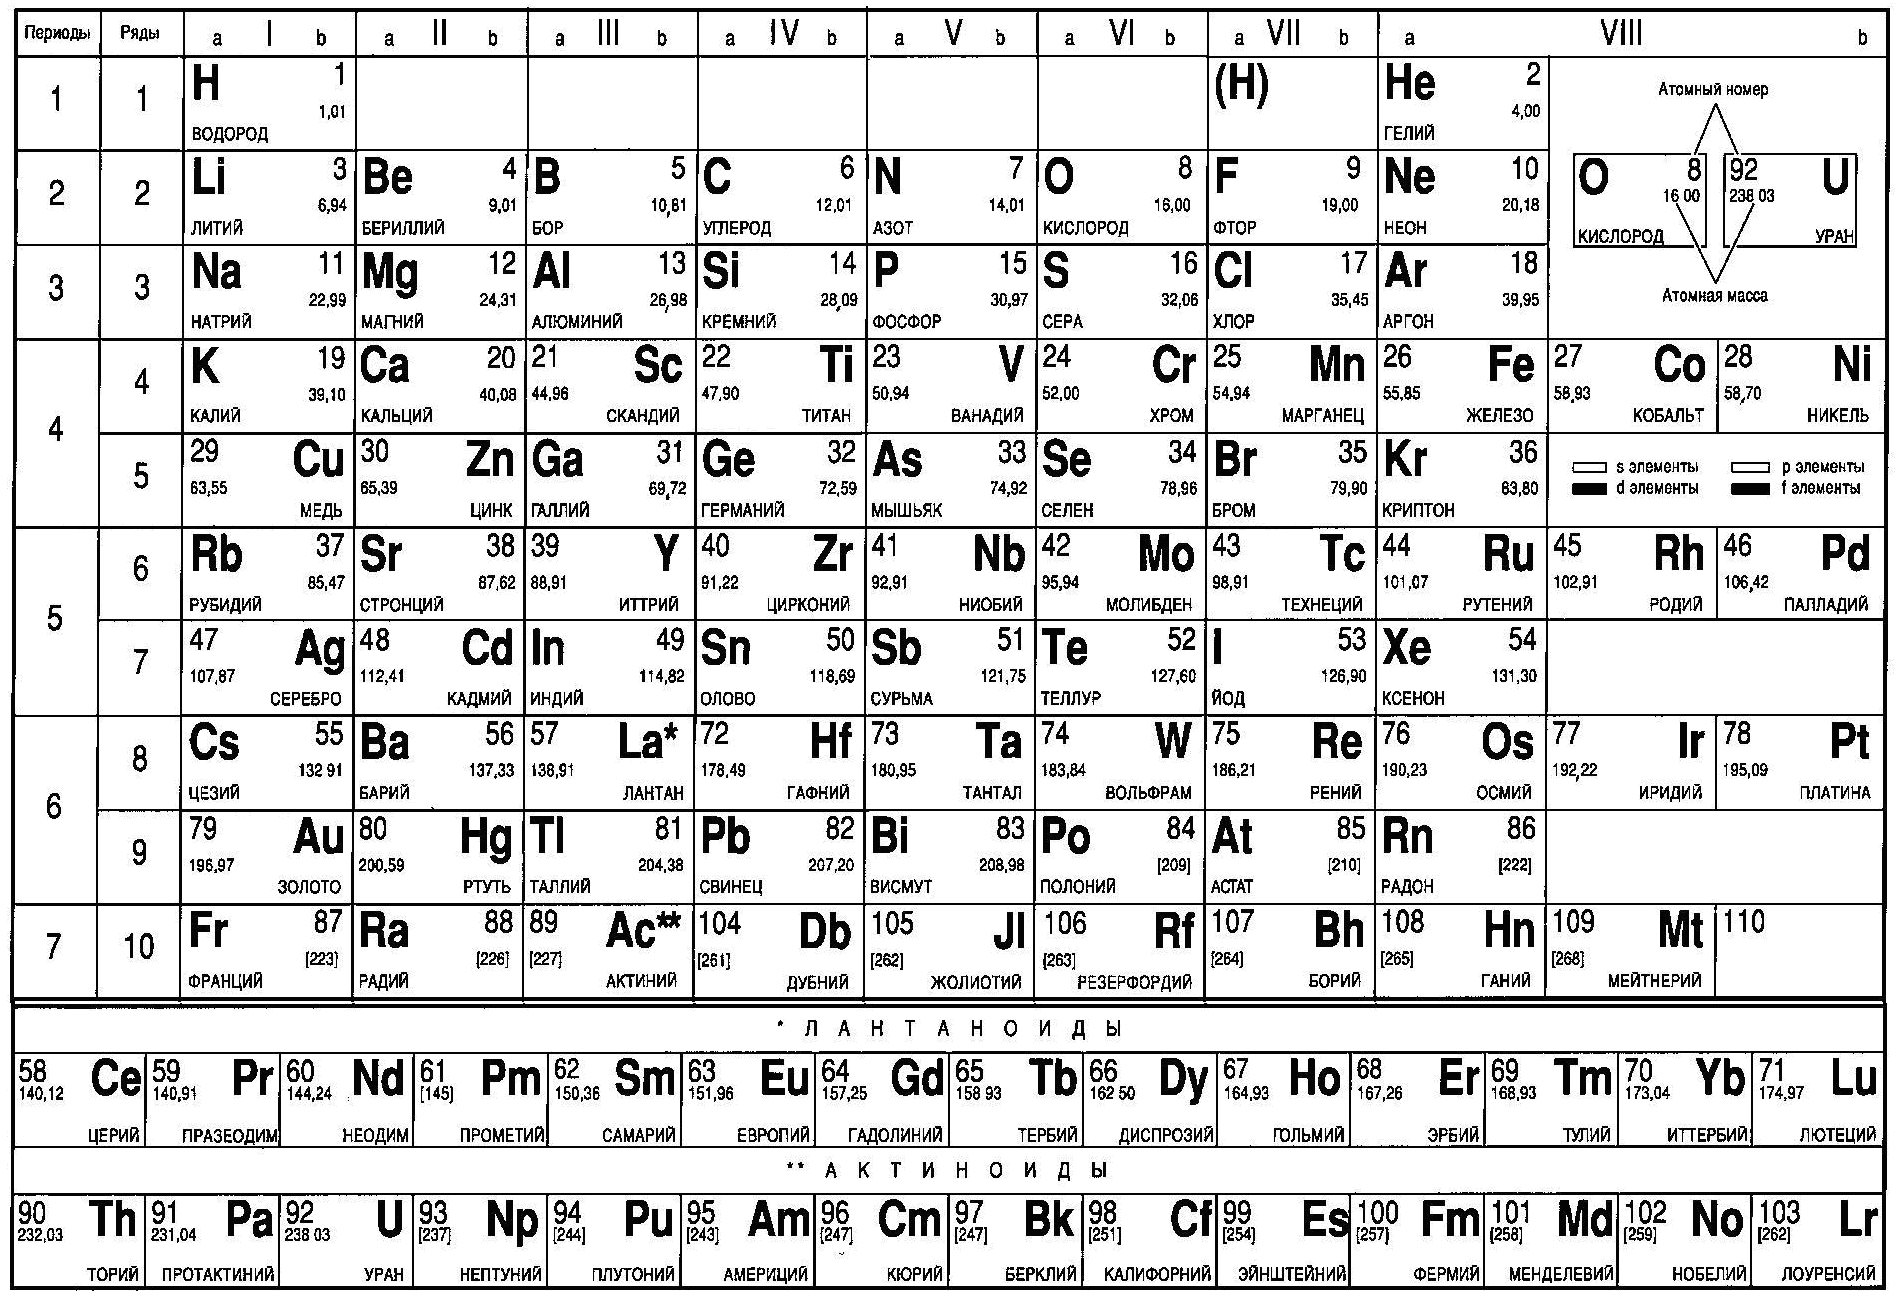 Периоды Ряды a I b a II b a III b a IV b a V b a VI b a VII b a VIII b
1 1 H 1 (H) He 2 Атомный номер
1,01 4,00
ВОДОРОД ГЕЛИЙ
2 2 Li 3 Be 4 B 5 C 6 N 7 O 8 F 9 Ne 10 O 8 92 U
6,94 9,01 10,81 12,01 14,01 16,00 19,00 20,18 16 00 238 03
ЛИТИЙ БЕРИЛЛИЙ БОР УГЛЕРОД АЗОТ КИСЛОРОД ФТОР НЕОН КИСЛОРОД УРАН
3 3 Na 11 Mg 12 Al 13 Si 14 P 15 S 16 Cl 17 Ar 18
22,99 24,31 26,98 28,09 30,97 32,06 35,45 39,95 Атомная масса
НАТРИЙ МАГНИЙ АЛЮМИНИЙ КРЕМНИЙ ФОСФОР СЕРА ХЛОР АРГОН
4 4 K 19 Ca 20 21 Sc 22 Ti 23 V 24 Cr 25 Mn 26 Fe 27 Co 28 Ni
39,10 40,08 44,96 47,90 50,94 52,00 54,94 55,85 58,93 58,70
КАЛИЙ КАЛЬЦИЙ СКАНДИЙ ТИТАН ВАНАДИЙ ХРОМ МАРГАНЕЦ ЖЕЛЕЗО КОБАЛЬТ НИКЕЛЬ
5 29 Cu 30 Zn Ga 31 Ge 32 As 33 Se 34 Br 35 Kr 36 s элементы p элементы
63,55 65,39 69,72 72,59 74,92 78,96 79,90 83,80 d элементы f элементы
МЕДЬ ЦИНК ГАЛЛИЙ ГЕРМАНИЙ МЫШЬЯК СЕЛЕН БРОМ КРИПТОН
5 6 Rb 37 Sr 38 39 Y 40 Zr 41 Nb 42 Mo 43 Tc 44 Ru 45 Rh 46 Pd
85,47 87,62 88,91 91,22 92,91 95,94 98,91 101,07 102,91 106,42
РУБИДИЙ СТРОНЦИЙ ИТТРИЙ ЦИРКОНИЙ НИОБИЙ МОЛИБДЕН ТЕХНЕЦИЙ РУТЕНИЙ РОДИЙ ПАЛЛАДИЙ
7 47 Ag 48 Cd In 49 Sn 50 Sb 51 Te 52 I 53 Xe 54
107,87 112,41 114,82 118,69 121,75 127,60 126,90 131,30
СЕРЕБРО КАДМИЙ ИНДИЙ ОЛОВО СУРЬМА ТЕЛЛУР ЙОД КСЕНОН
6 8 Cs 55 Ba 56 57 La* 72 Hf 73 Ta 74 W 75 Re 76 Os 77 Ir 78 Pt
132 91 137,33 138,91 178,49 180,95 183,84 186,21 190,23 192,22 195,09
ЦЕЗИЙ БАРИЙ ЛАНТАН ГАФНИЙ ТАНТАЛ ВОЛЬФРАМ РЕНИЙ ОСМИЙ ИРИДИЙ ПЛАТИНА
9 79 Au 80 Hg Tl 81 Pb 82 Bi 83 Po 84 At 85 Rn 86
196,97 200,59 204,38 207,20 208,98 [209] [210] [222]
ЗОЛОТО РТУТЬ ТАЛЛИЙ СВИНЕЦ ВИСМУТ ПОЛОНИЙ АСТАТ РАДОН
7 10 Fr 87 Ra 88 89 Ac** 104 Db 105 Jl 106 Rf 107 Bh 108 Hn 109 Mt 110
[223] [226] [227] [261] [262] [263] [264] [265] [268]
ФРАНЦИЙ РАДИЙ АКТИНИЙ ДУБНИЙ ЖОЛИОТИЙ РЕЗЕРФОРДИЙ БОРИЙ ГАНИЙ МЕЙТНЕРИЙ
* ЛАНТАНОИДЫ
58 Ce 59 Pr 60 Nd 61 Pm 62 Sm 63 Eu 64 Gd 65 Tb 66 Dy 67 Ho 68 Er 69 Tm 70 Yb 71 Lu
140,12 140,91 144,24 [145] 150,36 151,96 157,25 158 93 162 50 164,93 167,26 168,93 173,04 174,97
ЦЕРИЙ ПРАЗЕОДИМ НЕОДИМ ПРОМЕТИЙ САМАРИЙ ЕВРОПИЙ ГАДОЛИНИЙ ТЕРБИЙ ДИСПРОЗИЙ ГОЛЬМИЙ ЭРБИЙ ТУЛИЙ ИТТЕРБИЙ ЛЮТЕЦИЙ
** АКТИНОИДЫ
90 Th 91 Pa 92 U 93 Np 94 Pu 95 Am 96 Cm 97 Bk 98 Cf 99 Es 100 Fm 101 Md 102 No 103 Lr
232,03 231,04 238 03 [237] [244] [243] [247] [247] [251] [254] [257] [258] [259] [262]
ТОРИЙ ПРОТАКТИНИЙ УРАН НЕПТУНИЙ ПЛУТОНИЙ АМЕРИЦИЙ КЮРИЙ БЕРКЛИЙ КАЛИФОРНИЙ ЭЙНШТЕЙНИЙ ФЕРМИЙ МЕНДЕЛЕВИЙ НОБЕЛИЙ ЛОУРЕНСИЙ